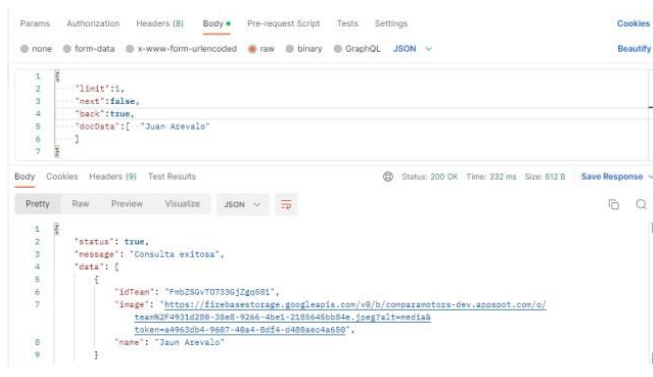 Params Authorization Headers (8) Body Pre-request Script Tests Settings Cookies
none form-data x-www-form-urlencoded raw binary GraphQL JSON Beautify
1 {
2 "limit":1,
3 "next":false,
4 "back":true,
5 "docData":[ "Juan Arevalo"
6 ]
7 }
Body Cookies Headers (9) Test Results Status: 200 OK Time: 332 ms Size: 612 B Save Response
Pretty Raw Preview Visualize JSON
1 {
2 "status": true,
3 "message": "Consulta exitosa",
4 "data": [
5 {
6 "idTeam": "FmbZSGvTO733GjZgq581",
7 "image": "https://firebasestorage.googleapis.com/v0/b/comparamotors-dev.appspot.com/o/
team%2F4931d280-38e8-9266-4be1-2185645bb84e.jpeg?alt=media&
token=a4963db4-9687-48a4-8df4-d480aec4a650",
8 "name": "Jaun Arevalo"
9 }